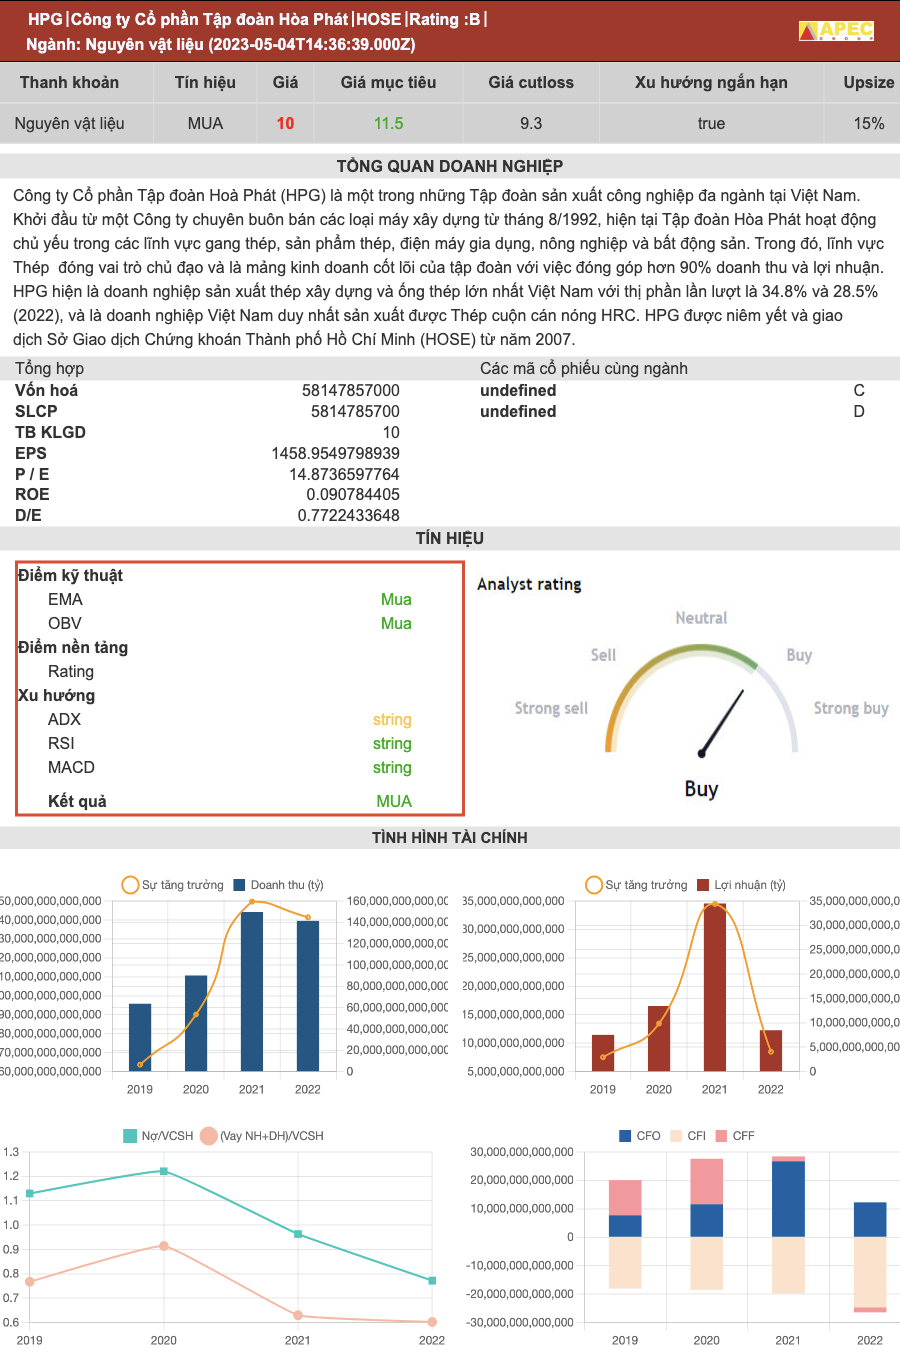 HPG|Công ty Cổ phần Tập đoàn Hòa Phát|HOSE|Rating :B|
Ngành: Nguyên vật liệu (2023-05-04T14:36:39.000Z)
APEC
GROUP
Thanh khoản Tín hiệu Giá Giá mục tiêu Giá cutloss Xu hướng ngắn hạn Upsize
Nguyên vật liệu MUA 10 11.5 9.3 true 15%
TỔNG QUAN DOANH NGHIỆP
Công ty Cổ phần Tập đoàn Hoà Phát (HPG) là một trong những Tập đoàn sản xuất công nghiệp đa ngành tại Việt Nam.
Khởi đầu từ một Công ty chuyên buôn bán các loại máy xây dựng từ tháng 8/1992, hiện tại Tập đoàn Hòa Phát hoạt động
chủ yếu trong các lĩnh vực gang thép, sản phẩm thép, điện máy gia dụng, nông nghiệp và bất động sản. Trong đó, lĩnh vực
Thép đóng vai trò chủ đạo và là mảng kinh doanh cốt lõi của tập đoàn với việc đóng góp hơn 90% doanh thu và lợi nhuận.
HPG hiện là doanh nghiệp sản xuất thép xây dựng và ống thép lớn nhất Việt Nam với thị phần lần lượt là 34.8% và 28.5%
(2022), và là doanh nghiệp Việt Nam duy nhất sản xuất được Thép cuộn cán nóng HRC. HPG được niêm yết và giao
dịch Sở Giao dịch Chứng khoán Thành phố Hồ Chí Minh (HOSE) từ năm 2007.
Tổng hợp Các mã cổ phiếu cùng ngành
Vốn hoá 58147857000 undefined C
SLCP 5814785700 undefined D
TB KLGD 10
EPS 1458.9549798939
P / E 14.8736597764
ROE 0.090784405
D/E 0.7722433648
TÍN HIỆU
Điểm kỹ thuật
EMA Mua
OBV Mua
Điểm nền tảng
Rating
Xu hướng
ADX string
RSI string
MACD string
Kết quả MUA
Analyst rating
Neutral
Sell Buy
Strong sell Strong buy
Buy
TÌNH HÌNH TÀI CHÍNH
Sự tăng trưởng Doanh thu (tỷ)
50,000,000,000,000 160,000,000,000,00
40,000,000,000,000 140,000,000,000,00
30,000,000,000,000 120,000,000,000,00
20,000,000,000,000 100,000,000,000,00
10,000,000,000,000 80,000,000,000,00
00,000,000,000,000 60,000,000,000,00
90,000,000,000,000 40,000,000,000,00
80,000,000,000,000 20,000,000,000,00
70,000,000,000,000
60,000,000,000,000 0
2019 2020 2021 2022
Sự tăng trưởng Lợi nhuận (tỷ)
35,000,000,000,000 35,000,000,000,0
30,000,000,000,000 30,000,000,000,0
25,000,000,000,000 25,000,000,000,0
20,000,000,000,000 20,000,000,000,0
15,000,000,000,000 15,000,000,000,0
10,000,000,000,000 10,000,000,000,0
5,000,000,000,000 5,000,000,000,00
0
2019 2020 2021 2022
Nợ/VCSH (Vay NH+DH)/VCSH
1.3
1.2
1.1
1.0
0.9
0.8
0.7
0.6
2019 2020 2021 2022
CFO CFI CFF
30,000,000,000,000
20,000,000,000,000
10,000,000,000,000
0
-10,000,000,000,000
-20,000,000,000,000
-30,000,000,000,000
2019 2020 2021 2022